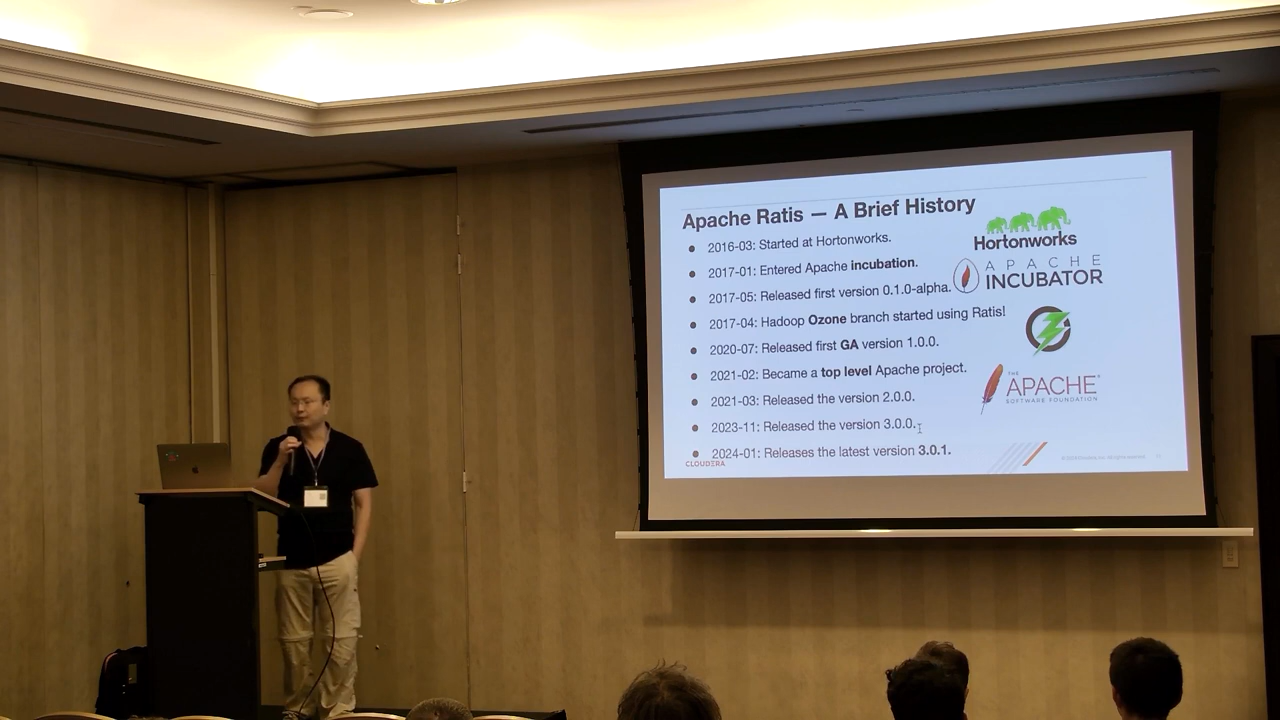 Apache Ratis — A Brief History
● 2016-03: Started at Hortonworks.
● 2017-01: Entered Apache incubation.
● 2017-05: Released first version 0.1.0-alpha.
● 2017-04: Hadoop Ozone branch started using Ratis!
● 2020-07: Released first GA version 1.0.0.
● 2021-02: Became a top level Apache project.
● 2021-03: Released the version 2.0.0.
● 2023-11: Released the version 3.0.0.
● 2024-01: Releases the latest version 3.0.1.
Hortonworks
APACHE
INCUBATOR
THE
APACHE®
SOFTWARE FOUNDATION
CLOUDERA